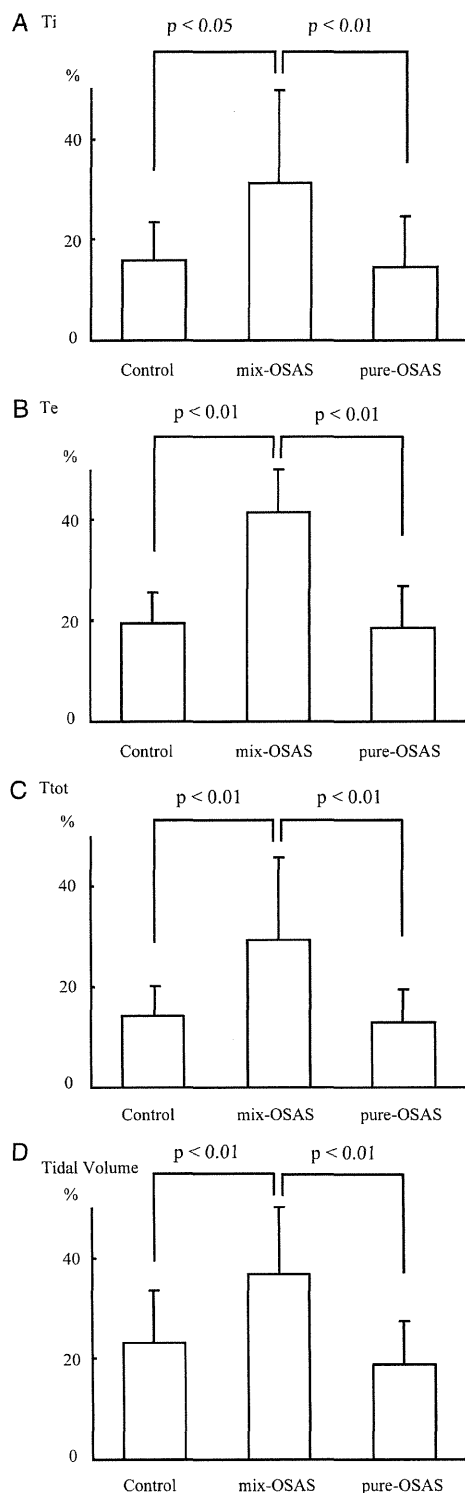 A Ti
p < 0.05 p < 0.01
%
40
20
0
Control mix-OSAS pure-OSAS
B Te
p < 0.01 p < 0.01
%
40
20
0
Control mix-OSAS pure-OSAS
C Ttot
p < 0.01 p < 0.01
%
40
20
0
Control mix-OSAS pure-OSAS
D
p < 0.01 p < 0.01
Tidal Volume
%
40
20
0
Control mix-OSAS pure-OSAS